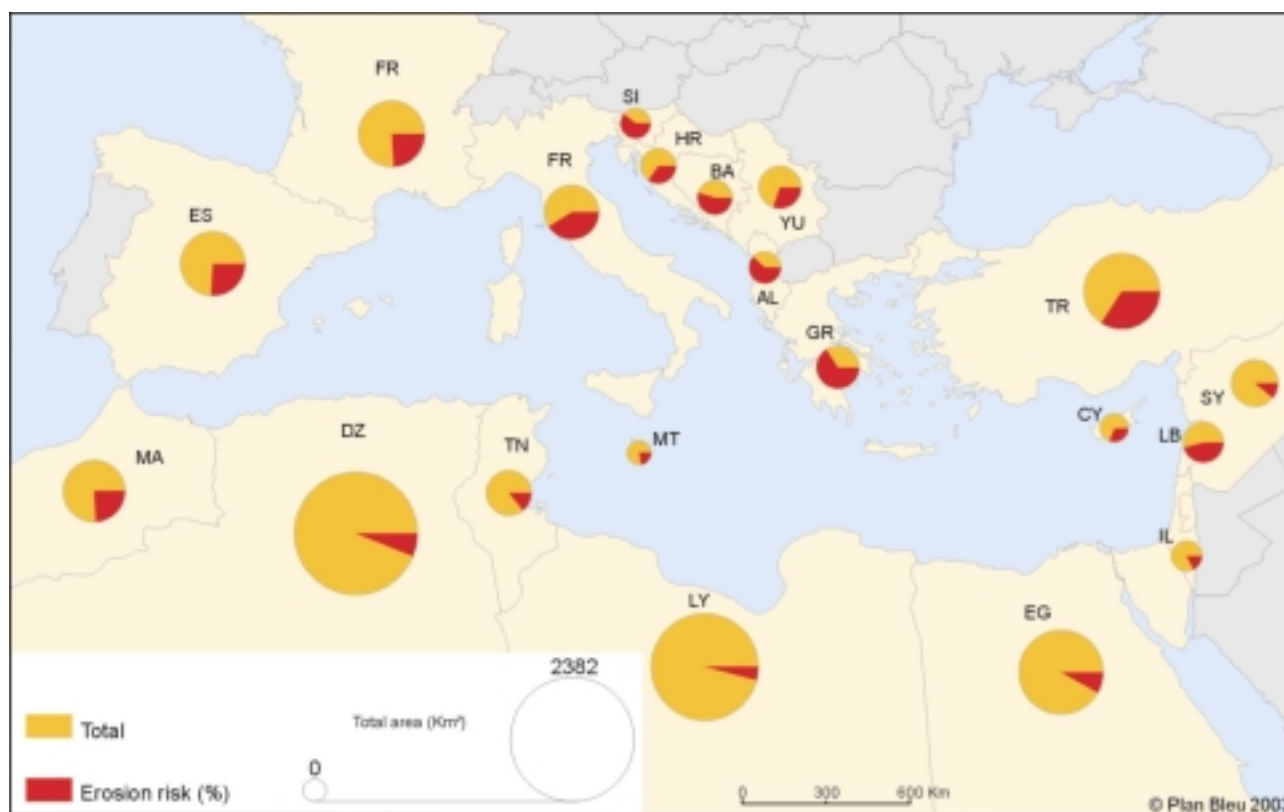 FR
SI
HR
FR
BA
ES
YU
AL
TR
GR
SY
CY
LB
DZ
TN
MT
MA
IL
LY
EG
2382
Total
Total area (Km²)
0
Erosion risk (%)
0 300 600 Km
© Plan Bleu